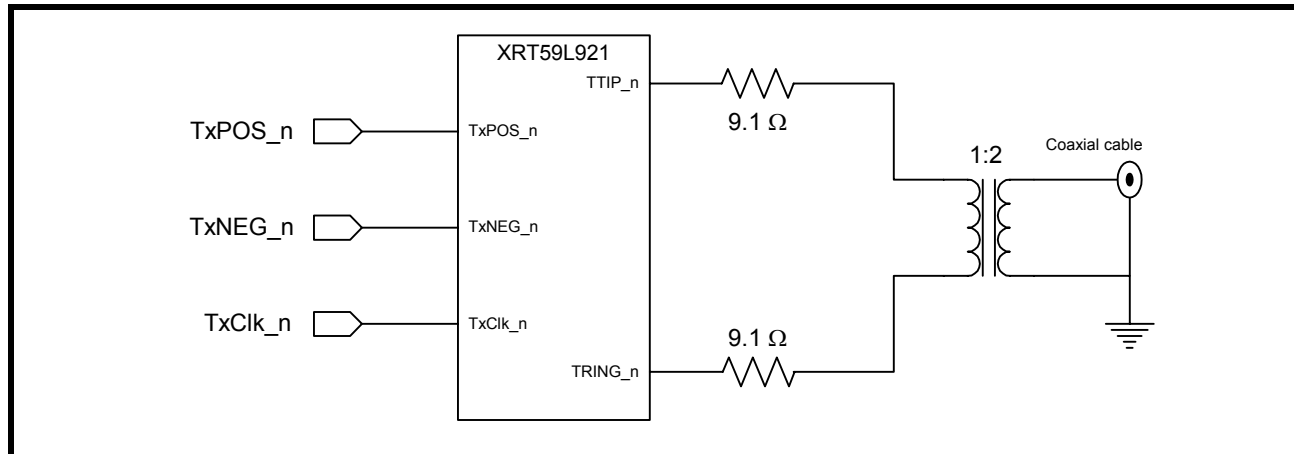 XRT59L921
TTIP_n
9.1 Ω
TxPOS_n
TxPOS_n
1:2
Coaxial cable
TxNEG_n
TxNEG_n
TxClk_n
TxClk_n
9.1 Ω
TRING_n